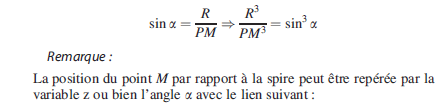 sin α = R/PM ⇒ R³/PM³ = sin³ α
Remarque :
La position du point M par rapport à la spire peut être repérée par la
variable z ou bien l'angle α avec le lien suivant :